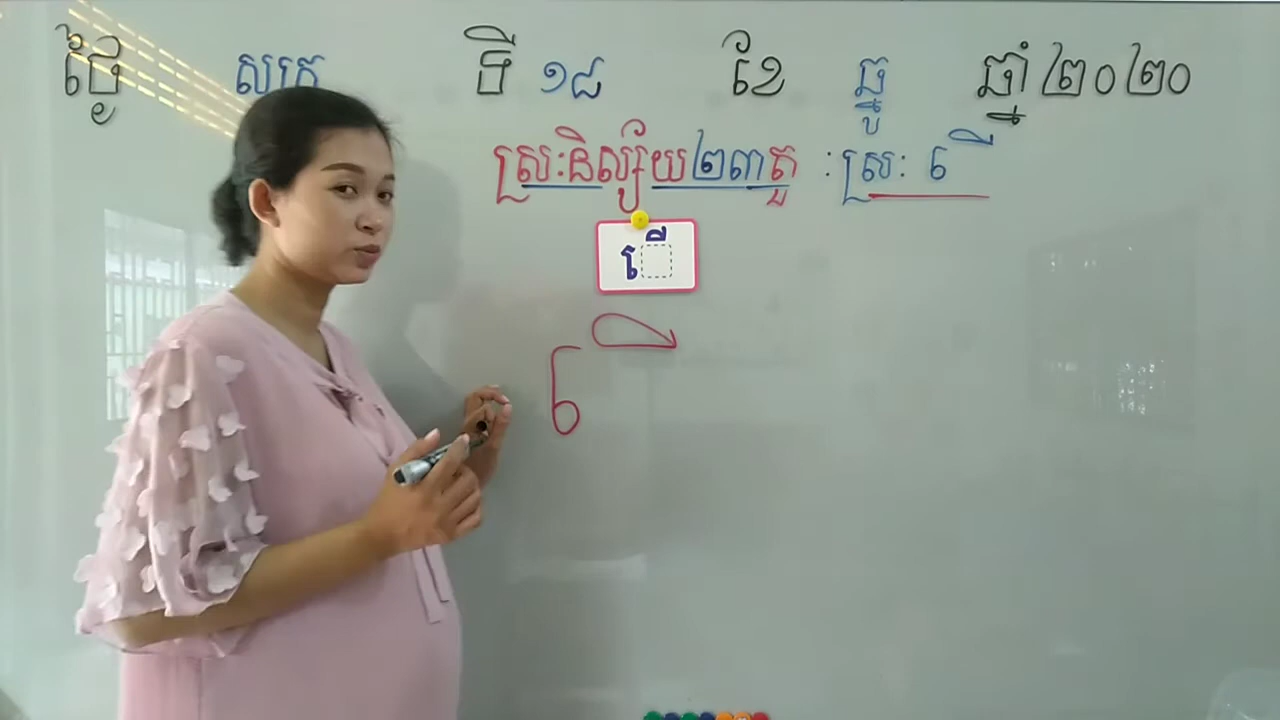 ថ្ងៃ សុក្រ ទី ១៨ ខែ ធ្នូ ឆ្នាំ ២០២០
ស្រៈនិស្ស័យ២៣តួ : ស្រៈ ើ
ើ
ើ